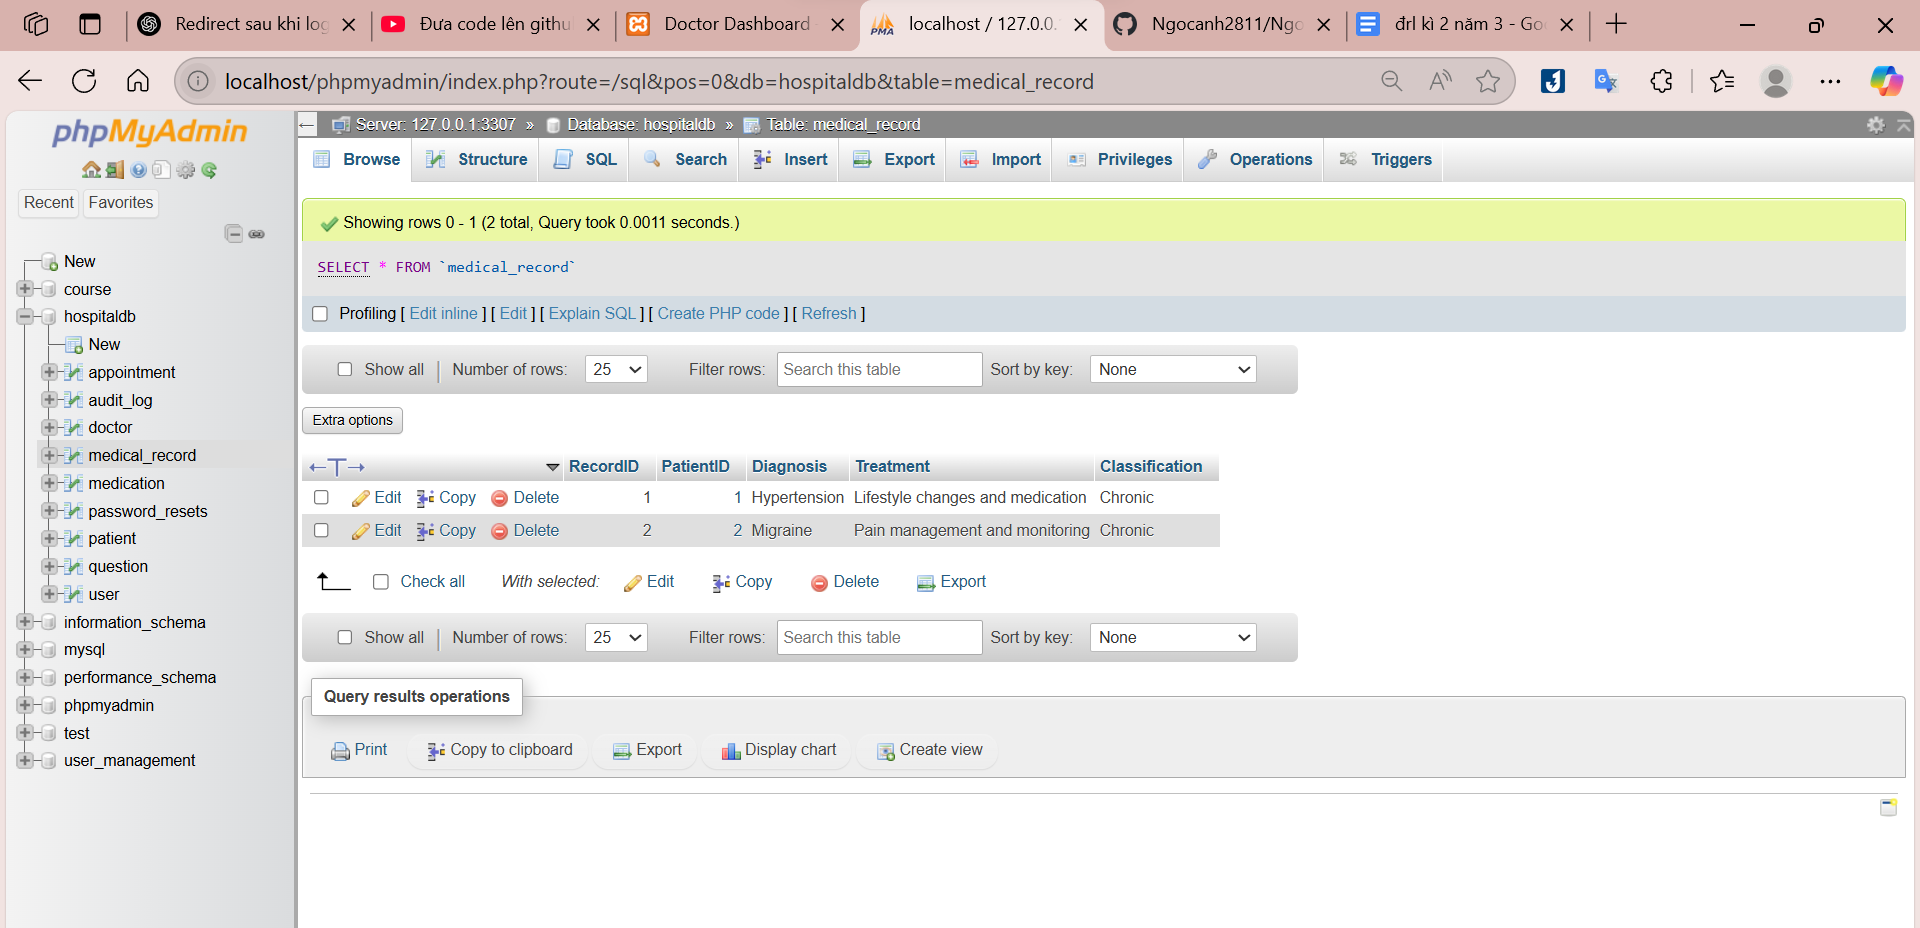 Redirect sau khi log
Đưa code lên githu
Doctor Dashboard
localhost / 127.0.0.
Ngocanh2811/Ngo
đrl kì 2 năm 3 - Goo
localhost/phpmyadmin/index.php?route=/sql&pos=0&db=hospitaldb&table=medical_record
phpMyAdmin
Recent
Favorites
New
course
hospitaldb
New
appointment
audit_log
doctor
medical_record
medication
password_resets
patient
question
user
information_schema
mysql
performance_schema
phpmyadmin
test
user_management
Server: 127.0.0.1:3307 » Database: hospitaldb » Table: medical_record
Browse Structure SQL Search Insert Export Import Privileges Operations Triggers
Showing rows 0 - 1 (2 total, Query took 0.0011 seconds.)
SELECT * FROM `medical_record`
Profiling [ Edit inline ] [ Edit ] [ Explain SQL ] [ Create PHP code ] [ Refresh ]
Show all Number of rows: 25 Filter rows: Search this table Sort by key: None
Extra options
RecordID PatientID Diagnosis Treatment Classification
Edit Copy Delete 1 1 Hypertension Lifestyle changes and medication Chronic
Edit Copy Delete 2 2 Migraine Pain management and monitoring Chronic
Check all With selected: Edit Copy Delete Export
Show all Number of rows: 25 Filter rows: Search this table Sort by key: None
Query results operations
Print Copy to clipboard Export Display chart Create view